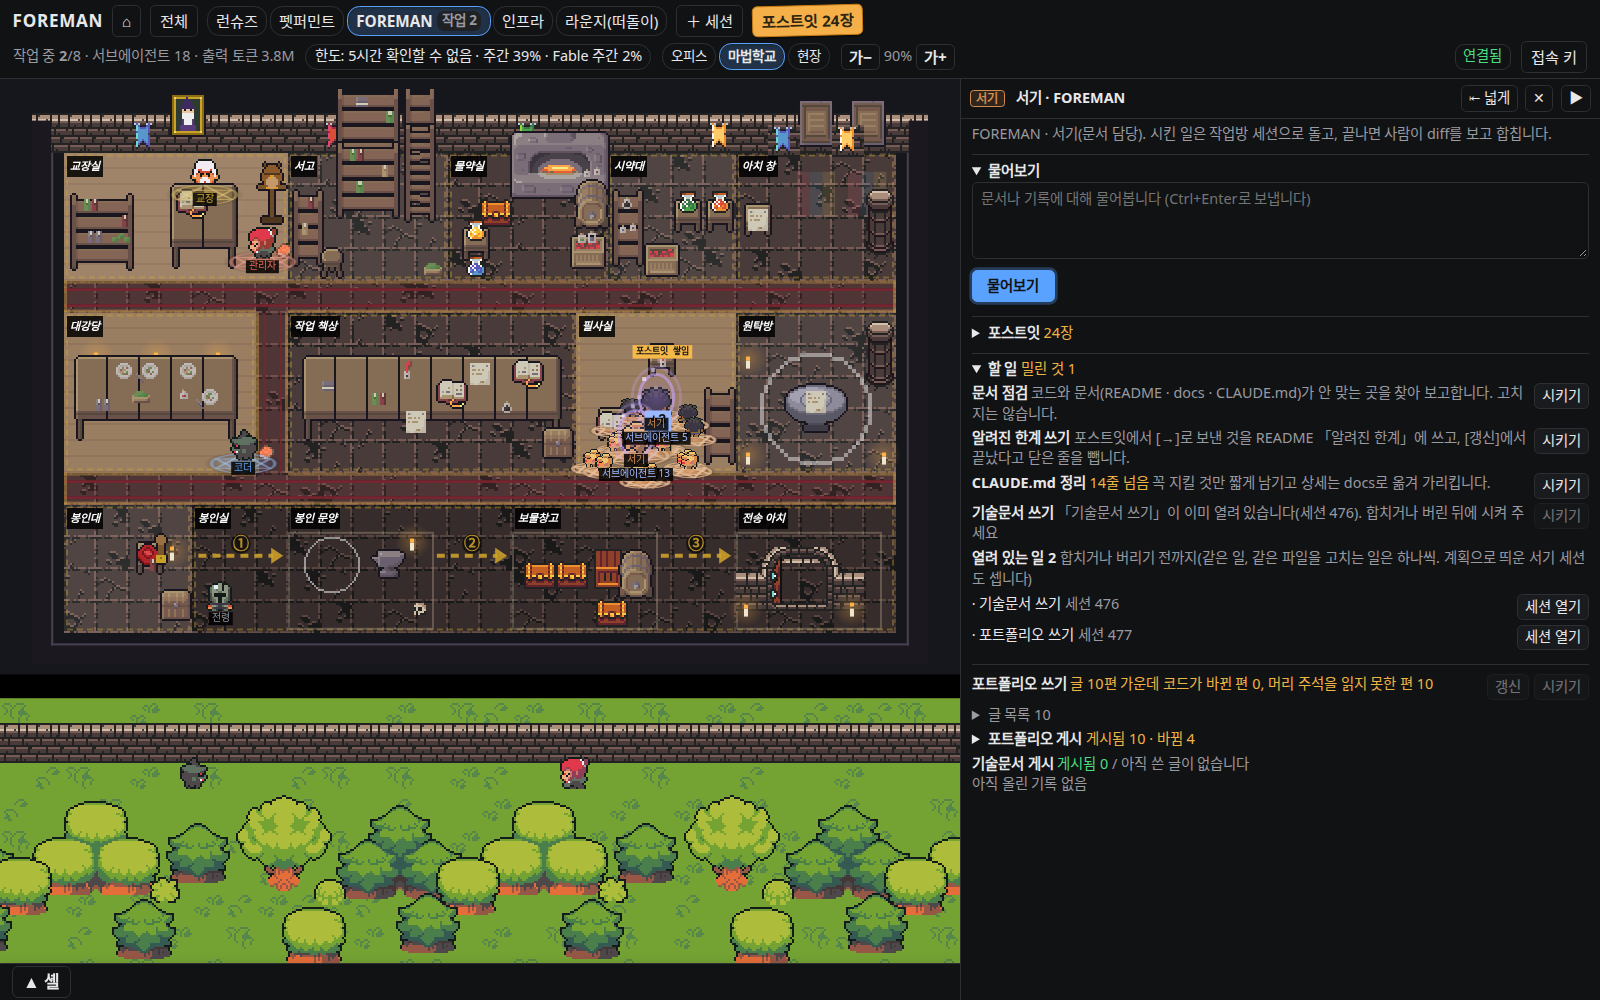 FOREMAN
⌂
전체
런슈즈
펫퍼민트
FOREMAN 작업 2
인프라
라운지(떠돌이)
＋ 세션
포스트잇 24장
작업 중 2/8 · 서브에이전트 18 · 출력 토큰 3.8M
한도: 5시간 확인할 수 없음 · 주간 39% · Fable 주간 2%
오피스
마법학교
현장
가−
90%
가+
연결됨
접속 키
교장실
서고
물약실
시약대
아치 창
교장
관리자
대강당
작업 책상
필사실
원탁방
포스트잇 쌓임
서기
서브에이전트 5
서기
서브에이전트 13
코더
봉인대
봉인실
봉인 문양
보물창고
전송 아치
①
②
③
전령
▲ 셸
서기
서기 · FOREMAN
⇤ 넓게
✕
▶
FOREMAN · 서기(문서 담당). 시킨 일은 작업방 세션으로 돌고, 끝나면 사람이 diff를 보고 합칩니다.
▼ 물어보기
문서나 기록에 대해 물어봅니다 (Ctrl+Enter로 보냅니다)
물어보기
▶ 포스트잇 24장
▼ 할 일 밀린 것 1
문서 점검 코드와 문서(README · docs · CLAUDE.md)가 안 맞는 곳을 찾아 보고합니다. 고치
지는 않습니다.
시키기
알려진 한계 쓰기 포스트잇에서 [→]로 보낸 것을 README 「알려진 한계」에 쓰고, [갱신]에서
끝났다고 닫은 줄을 뺍니다.
시키기
CLAUDE.md 정리 14줄 넘음 꼭 지킬 것만 짧게 남기고 상세는 docs로 옮겨 가리킵니다.
시키기
기술문서 쓰기 「기술문서 쓰기」이 이미 열려 있습니다(세션 476). 합치거나 버린 뒤에 시켜 주
세요
시키기
열려 있는 일 2 합치거나 버리기 전까지(같은 일, 같은 파일을 고치는 일은 하나씩. 계획으로 띄운 서기 세션
도 셉니다)
· 기술문서 쓰기 세션 476
세션 열기
· 포트폴리오 쓰기 세션 477
세션 열기
포트폴리오 쓰기 글 10편 가운데 코드가 바뀐 편 0, 머리 주석을 읽지 못한 편 10
갱신
시키기
▶ 글 목록 10
▶ 포트폴리오 게시 게시됨 10 · 바뀜 4
기술문서 게시 게시됨 0 / 아직 쓴 글이 없습니다
아직 올린 기록 없음